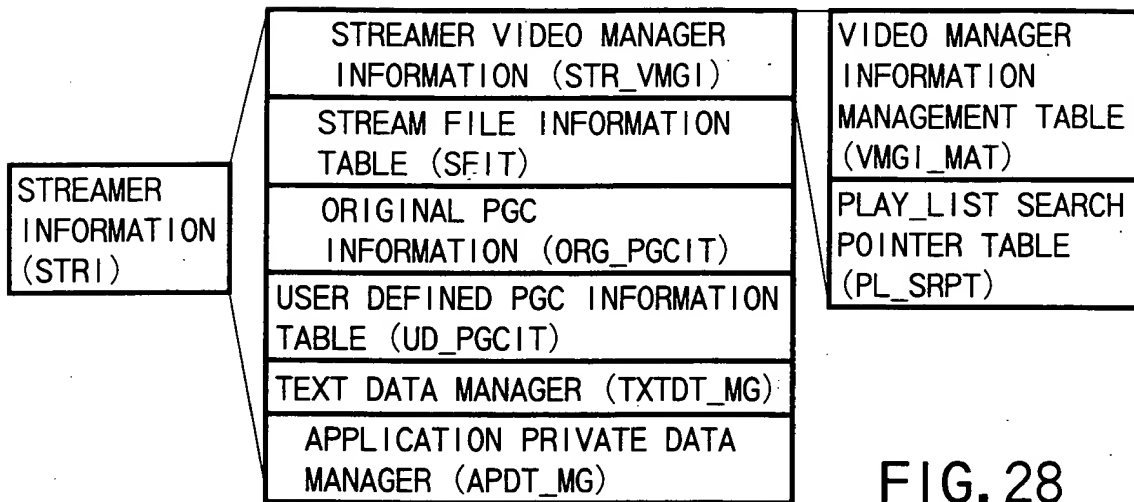 STREAMER
INFORMATION
(STRI)
STREAMER VIDEO MANAGER
INFORMATION (STR_VMGI)
STREAM FILE INFORMATION
TABLE (SFIT)
ORIGINAL PGC
INFORMATION (ORG_PGCIT)
USER DEFINED PGC INFORMATION
TABLE (UD_PGCIT)
TEXT DATA MANAGER (TXTDT_MG)
APPLICATION PRIVATE DATA
MANAGER (APDT_MG)
VIDEO MANAGER
INFORMATION
MANAGEMENT TABLE
(VMGI_MAT)
PLAY_LIST SEARCH
POINTER TABLE
(PL_SRPT)
FIG. 28